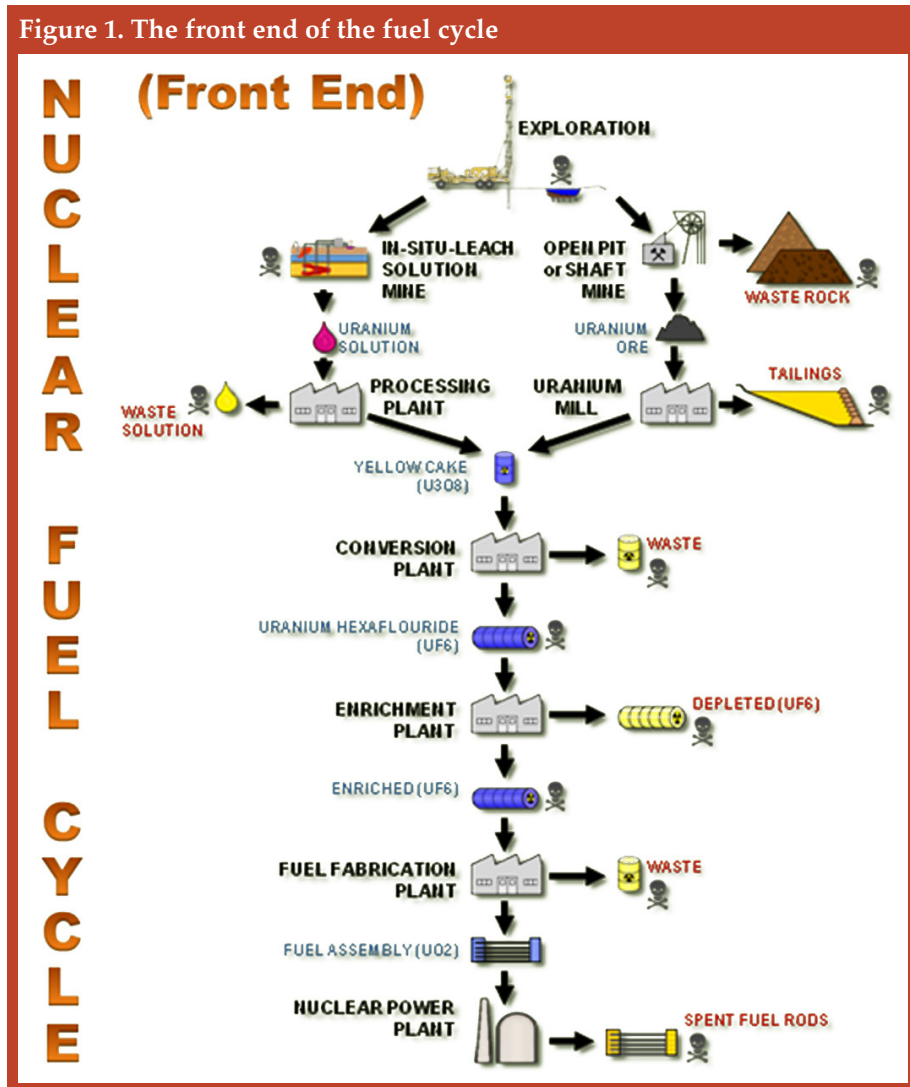 Figure 1. The front end of the fuel cycle
NUCLEAR FUEL CYCLE
(Front End)
EXPLORATION
IN-SITU-LEACH
SOLUTION
MINE
OPEN PIT
or SHAFT
MINE
WASTE ROCK
URANIUM
SOLUTION
URANIUM
ORE
WASTE
SOLUTION
PROCESSING
PLANT
URANIUM
MILL
TAILINGS
YELLOW CAKE
(U3O8)
CONVERSION
PLANT
WASTE
URANIUM HEXAFLOURIDE
(UF6)
ENRICHMENT
PLANT
DEPLETED (UF6)
ENRICHED (UF6)
FUEL FABRICATION
PLANT
WASTE
FUEL ASSEMBLY (UO2)
NUCLEAR POWER
PLANT
SPENT FUEL RODS